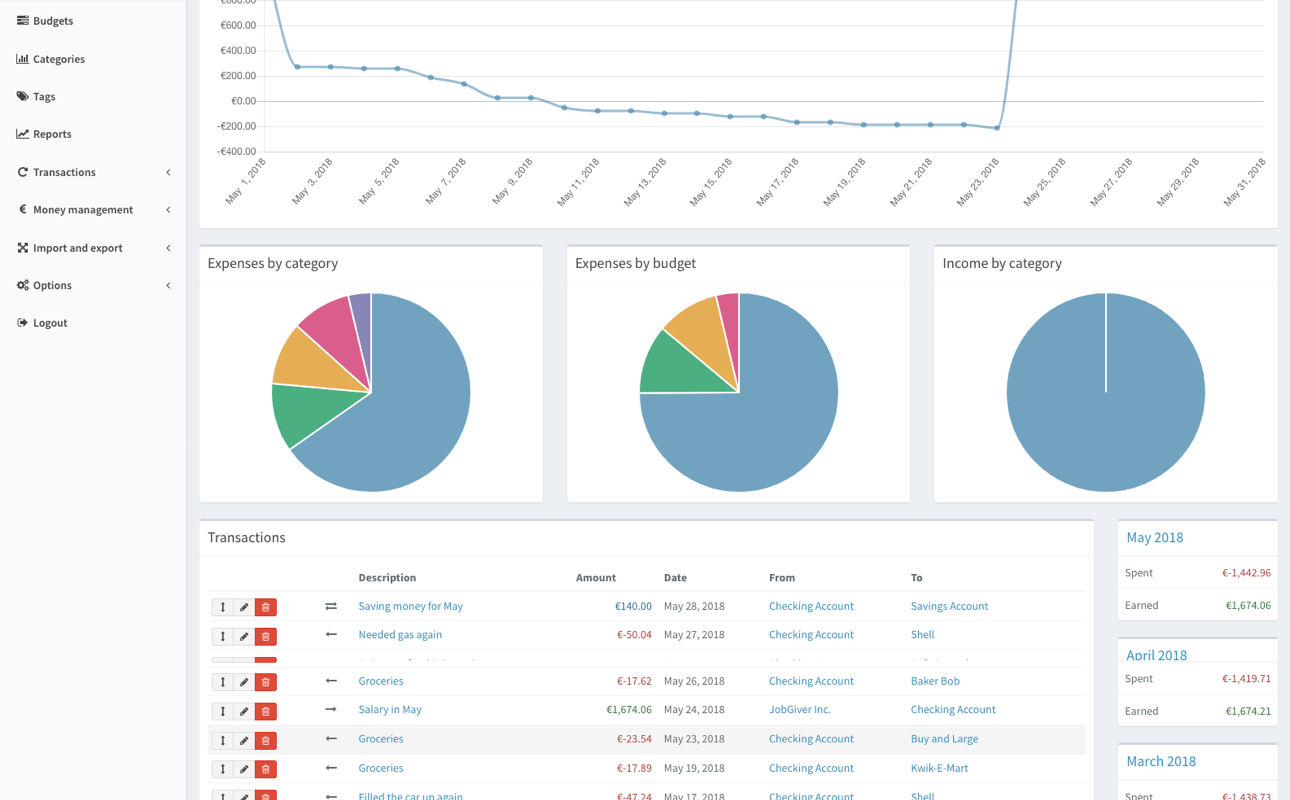 Budgets
Categories
Tags
Reports
Transactions
Money management
Import and export
Options
Logout
€800.00
€600.00
€400.00
€200.00
€0.00
-€200.00
-€400.00
May 1, 2018
May 3, 2018
May 5, 2018
May 7, 2018
May 9, 2018
May 11, 2018
May 13, 2018
May 15, 2018
May 17, 2018
May 19, 2018
May 21, 2018
May 23, 2018
May 25, 2018
May 27, 2018
May 29, 2018
May 31, 2018
Expenses by category
Expenses by budget
Income by category
Transactions
Description Amount Date From To
Saving money for May €140.00 May 28, 2018 Checking Account Savings Account
Needed gas again €-50.04 May 27, 2018 Checking Account Shell
Groceries €-17.62 May 26, 2018 Checking Account Baker Bob
Salary in May €1,674.06 May 24, 2018 JobGiver Inc. Checking Account
Groceries €-23.54 May 23, 2018 Checking Account Buy and Large
Groceries €-17.89 May 19, 2018 Checking Account Kwik-E-Mart
Filled the car up again €-47.24 May 17, 2018 Checking Account Shell
May 2018
Spent €-1,442.96
Earned €1,674.06
April 2018
Spent €-1,419.71
Earned €1,674.21
March 2018
Spent €-1,438.73